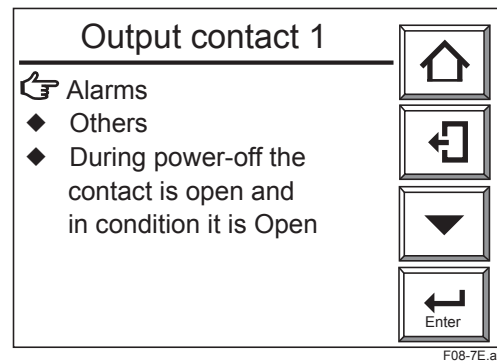 Output contact 1
Alarms
Others
During power-off the
contact is open and
in condition it is Open
Enter
F08-7E.ai